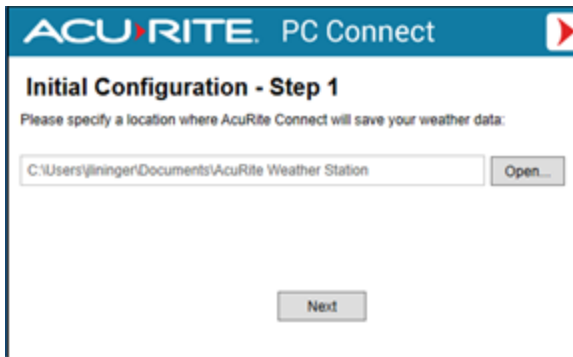 ACU›RITE. PC Connect
Initial Configuration - Step 1
Please specify a location where AcuRite Connect will save your weather data:
C:\Users\jlininger\Documents\AcuRite Weather Station
Open...
Next